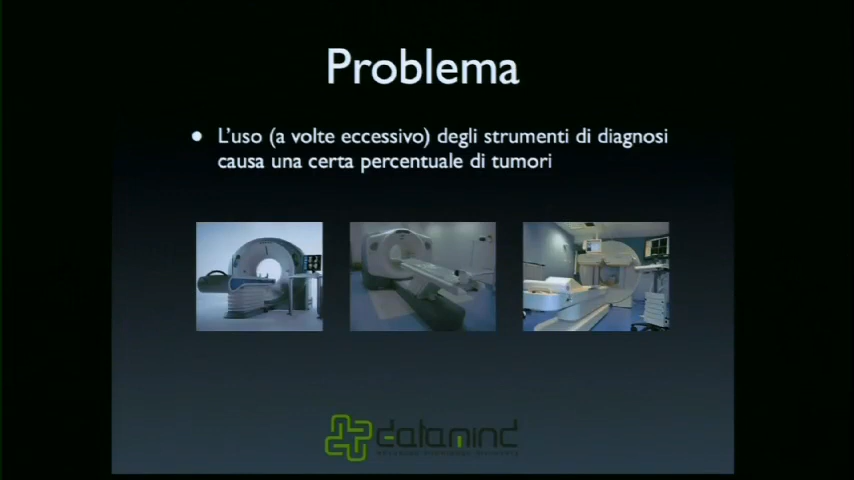 Problema
● L'uso (a volte eccessivo) degli strumenti di diagnosi
causa una certa percentuale di tumori
datamind